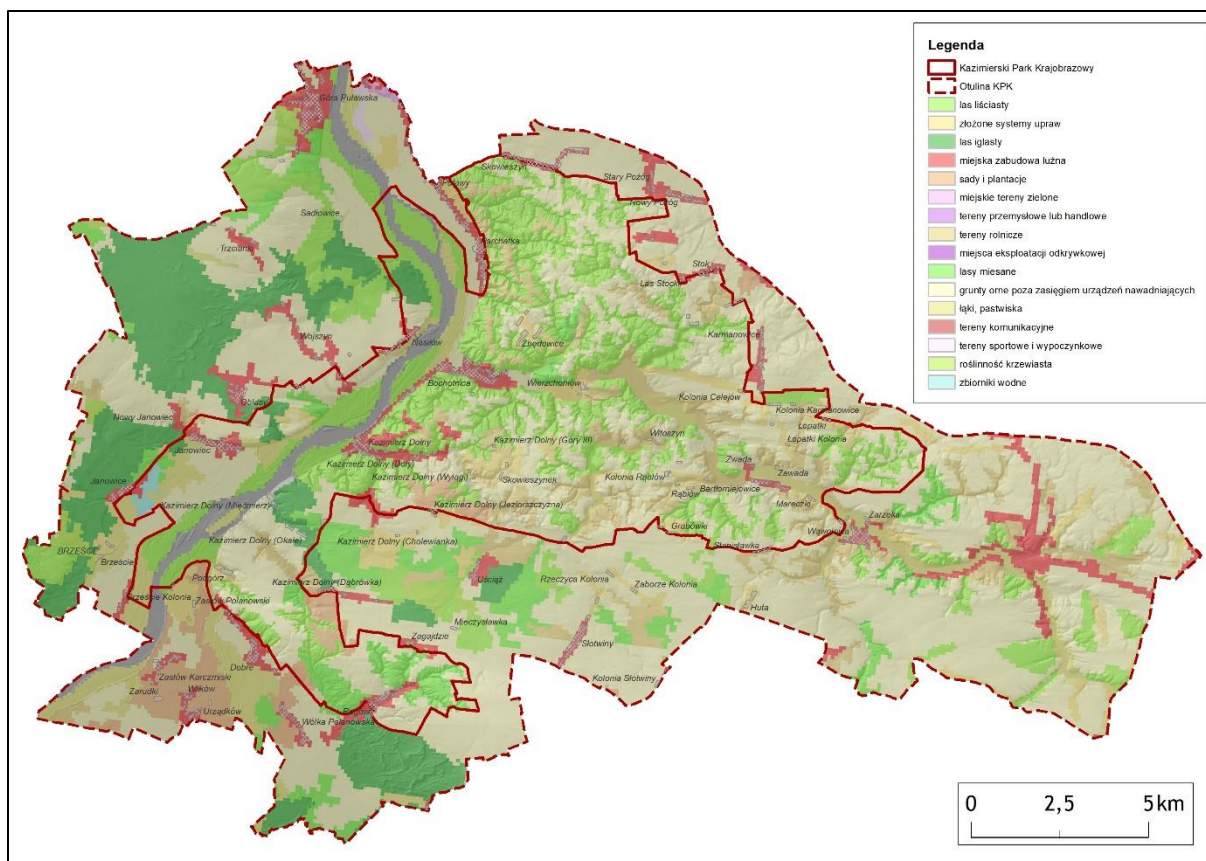 Legenda
Kazimierski Park Krajobrazowy
Otulina KPK
las liściasty
złożone systemy upraw
las iglasty
miejska zabudowa luźna
sady i plantacje
miejskie tereny zielone
tereny przemysłowe lub handlowe
tereny rolnicze
miejsca eksploatacji odkrywkowej
lasy miesane
grunty orne poza zasięgiem urządzeń nawadniających
łąki, pastwiska
tereny komunikacyjne
tereny sportowe i wypoczynkowe
roślinność krzewiasta
zbiorniki wodne
Góra Puławska
Skowieszyn
Stary Pożóg
Puławy
Nowy Pożóg
Sadłowice
Parchatka
Trzcianki
Stok
Las Stocki
Wojszyn
Nasiłów
Zbędowice
Karmanowice
Bochotnica
Wierzchoniów
Oblasy
Kolonia Celejów
Nowy Janowiec
Kolonia Karmanowice
Łopatki
Janowiec
Kazimierz Dolny
Kazimierz Dolny (Góry III)
Witoszyn
Łopatki Kolonia
Kazimierz Dolny (Doły)
Zwada
Janowice
Kazimierz Dolny (Wylągi)
Skowieszynek
Kolonia Rąblów
Zawada
Rąblów
Bartłomiejowice
Kazimierz Dolny (Mięćmierz)
Kazimierz Dolny (Jeziorszczyzna)
Mareczki
Zarzeka
Grabówki
Wąwolnica
Kazimierz Dolny (Okale)
Kazimierz Dolny (Cholewianka)
Stanisławka
BRZEŚCE
Brzeście
Podgórz
Kazimierz Dolny (Dąbrówka)
Uściąż
Rzeczyca Kolonia
Zaborze Kolonia
Brzeście Kolonia
Zastów Polanowski
Huta
Mieczysławka
Zagajdzie
Słotwiny
Dobre
Kolonia Słotwiny
Zastów Karczmiski
Zarudki
Wików
Urządków
Rogów
Wólka Polanowska
0
2,5
5 km